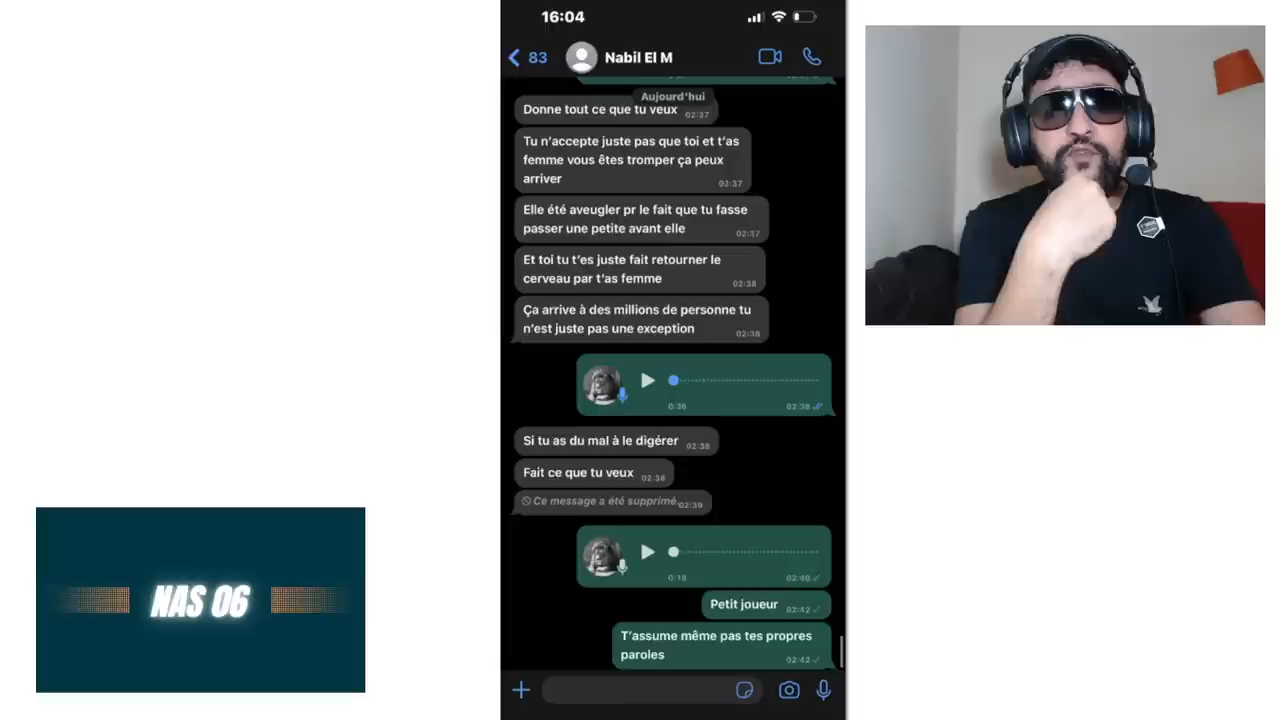 16:04
83
Nabil El M
Aujourd'hui
Donne tout ce que tu veux 02:37
Tu n'accepte juste pas que toi et t'as
femme vous êtes tromper ça peux
arriver 02:37
Elle été aveugler pr le fait que tu fasse
passer une petite avant elle 02:37
Et toi tu t'es juste fait retourner le
cerveau par t'as femme 02:38
Ça arrive à des millions de personne tu
n'est juste pas une exception 02:38
0:36 02:38
Si tu as du mal à le digérer 02:38
Fait ce que tu veux 02:38
Ce message a été supprimé. 02:39
0:18 02:40
Petit joueur 02:42
T'assume même pas tes propres
paroles 02:42
NAS 06